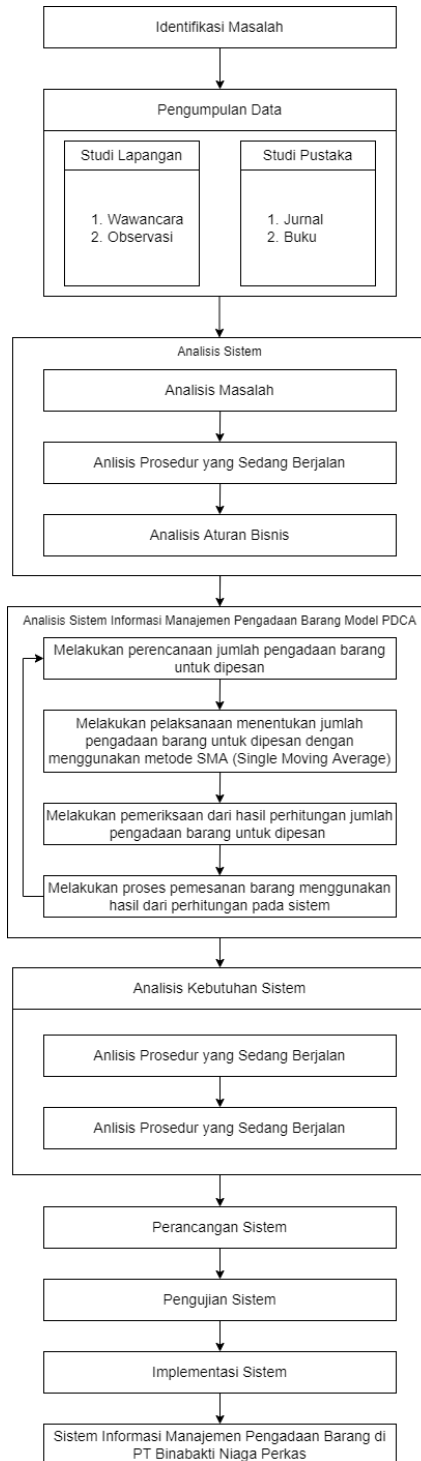 Identifikasi Masalah
Pengumpulan Data
Studi Lapangan
1. Wawancara
2. Observasi
Studi Pustaka
1. Jurnal
2. Buku
Analisis Sistem
Analisis Masalah
Anlisis Prosedur yang Sedang Berjalan
Analisis Aturan Bisnis
Analisis Sistem Informasi Manajemen Pengadaan Barang Model PDCA
Melakukan perencanaan jumlah pengadaan barang
untuk dipesan
Melakukan pelaksanaan menentukan jumlah
pengadaan barang untuk dipesan dengan
menggunakan metode SMA (Single Moving Average)
Melakukan pemeriksaan dari hasil perhitungan jumlah
pengadaan barang untuk dipesan
Melakukan proses pemesanan barang menggunakan
hasil dari perhitungan pada sistem
Analisis Kebutuhan Sistem
Anlisis Prosedur yang Sedang Berjalan
Anlisis Prosedur yang Sedang Berjalan
Perancangan Sistem
Pengujian Sistem
Implementasi Sistem
Sistem Informasi Manajemen Pengadaan Barang di
PT Binabakti Niaga Perkas